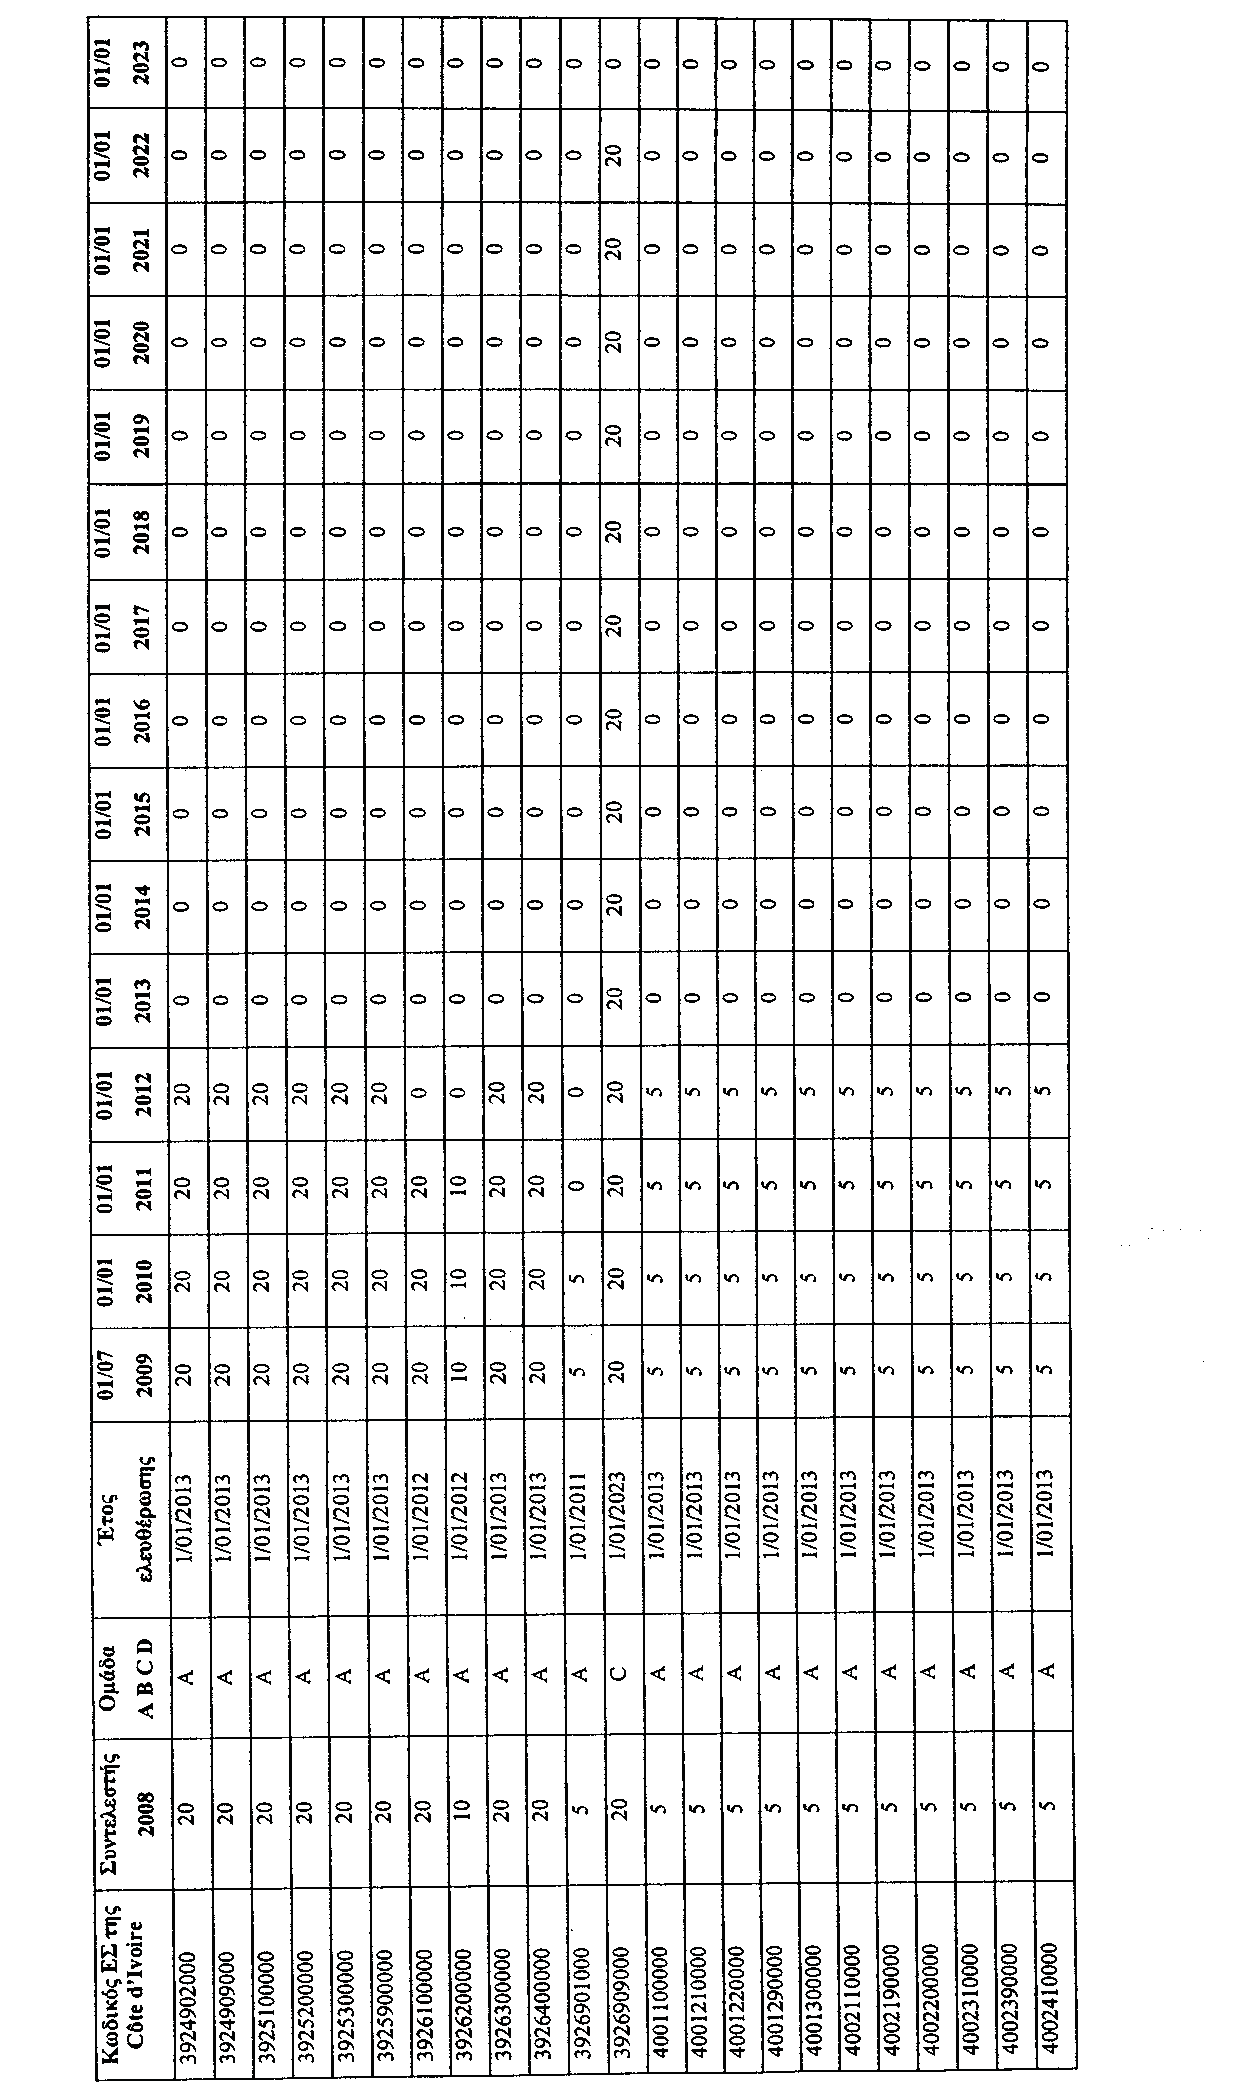 Κωδικός ΕΣ της Côte d'Ivoire Συντελεστής 2008 Ομάδα A B C D Έτος ελευθέρωσης 01/07 2009 01/01 2010 01/01 2011 01/01 2012 01/01 2013 01/01 2014 01/01 2015 01/01 2016 01/01 2017 01/01 2018 01/01 2019 01/01 2020 01/01 2021 01/01 2022 01/01 2023
3924902000 20 A 1/01/2013 20 20 20 20 0 0 0 0 0 0 0 0 0 0 0
3924909000 20 A 1/01/2013 20 20 20 20 0 0 0 0 0 0 0 0 0 0 0
3925100000 20 A 1/01/2013 20 20 20 20 0 0 0 0 0 0 0 0 0 0 0
3925200000 20 A 1/01/2013 20 20 20 20 0 0 0 0 0 0 0 0 0 0 0
3925300000 20 A 1/01/2013 20 20 20 20 0 0 0 0 0 0 0 0 0 0 0
3925900000 20 A 1/01/2013 20 20 20 20 0 0 0 0 0 0 0 0 0 0 0
3926100000 20 A 1/01/2012 20 20 20 0 0 0 0 0 0 0 0 0 0 0 0
3926200000 10 A 1/01/2012 10 10 10 0 0 0 0 0 0 0 0 0 0 0 0
3926300000 20 A 1/01/2013 20 20 20 20 0 0 0 0 0 0 0 0 0 0 0
3926400000 20 A 1/01/2013 20 20 20 20 0 0 0 0 0 0 0 0 0 0 0
3926901000 5 A 1/01/2011 5 5 0 0 0 0 0 0 0 0 0 0 0 0 0
3926909000 20 C 1/01/2023 20 20 20 20 20 20 20 20 20 20 20 20 20 20 0
4001100000 5 A 1/01/2013 5 5 5 5 0 0 0 0 0 0 0 0 0 0 0
4001210000 5 A 1/01/2013 5 5 5 5 0 0 0 0 0 0 0 0 0 0 0
4001220000 5 A 1/01/2013 5 5 5 5 0 0 0 0 0 0 0 0 0 0 0
4001290000 5 A 1/01/2013 5 5 5 5 0 0 0 0 0 0 0 0 0 0 0
4001300000 5 A 1/01/2013 5 5 5 5 0 0 0 0 0 0 0 0 0 0 0
4002110000 5 A 1/01/2013 5 5 5 5 0 0 0 0 0 0 0 0 0 0 0
4002190000 5 A 1/01/2013 5 5 5 5 0 0 0 0 0 0 0 0 0 0 0
4002200000 5 A 1/01/2013 5 5 5 5 0 0 0 0 0 0 0 0 0 0 0
4002310000 5 A 1/01/2013 5 5 5 5 0 0 0 0 0 0 0 0 0 0 0
4002390000 5 A 1/01/2013 5 5 5 5 0 0 0 0 0 0 0 0 0 0 0
4002410000 5 A 1/01/2013 5 5 5 5 0 0 0 0 0 0 0 0 0 0 0